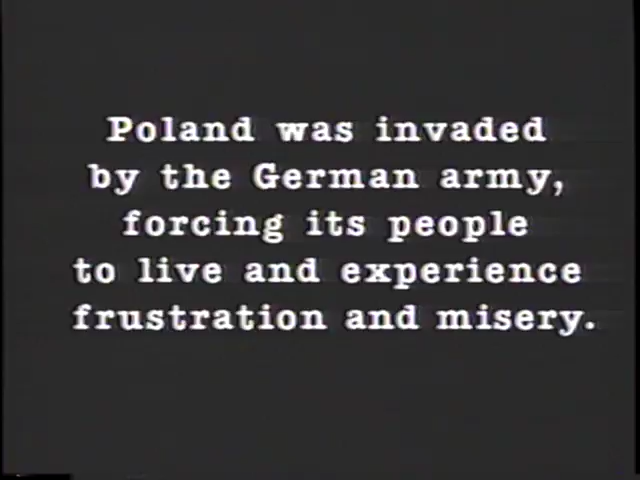 Poland was invaded
by the German army,
forcing its people
to live and experience
frustration and misery.